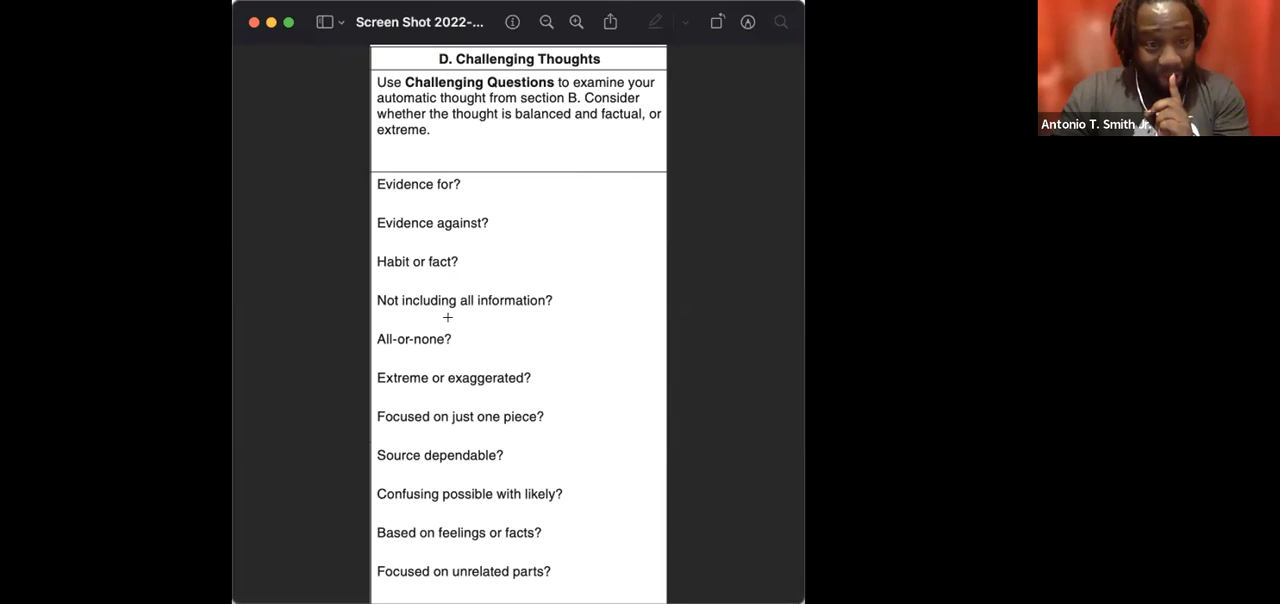 Screen Shot 2022-...
D. Challenging Thoughts
Use Challenging Questions to examine your
automatic thought from section B. Consider
whether the thought is balanced and factual, or
extreme.
Evidence for?
Evidence against?
Habit or fact?
Not including all information?
All-or-none?
Extreme or exaggerated?
Focused on just one piece?
Source dependable?
Confusing possible with likely?
Based on feelings or facts?
Focused on unrelated parts?
Antonio T. Smith Jr.